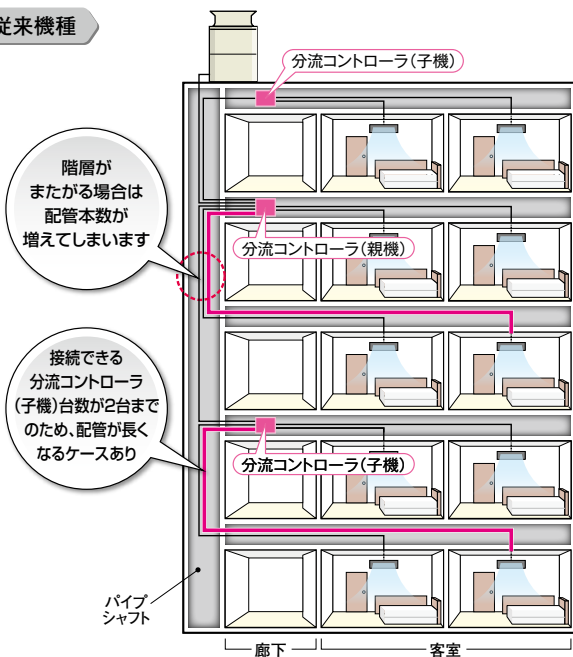 従来機種
分流コントローラ(子機)
階層が
またがる場合は
配管本数が
増えてしまいます
分流コントローラ(親機)
接続できる
分流コントローラ
(子機)台数が2台まで
のため、配管が長く
なるケースあり
分流コントローラ(子機)
パイプ
シャフト
廊下
客室